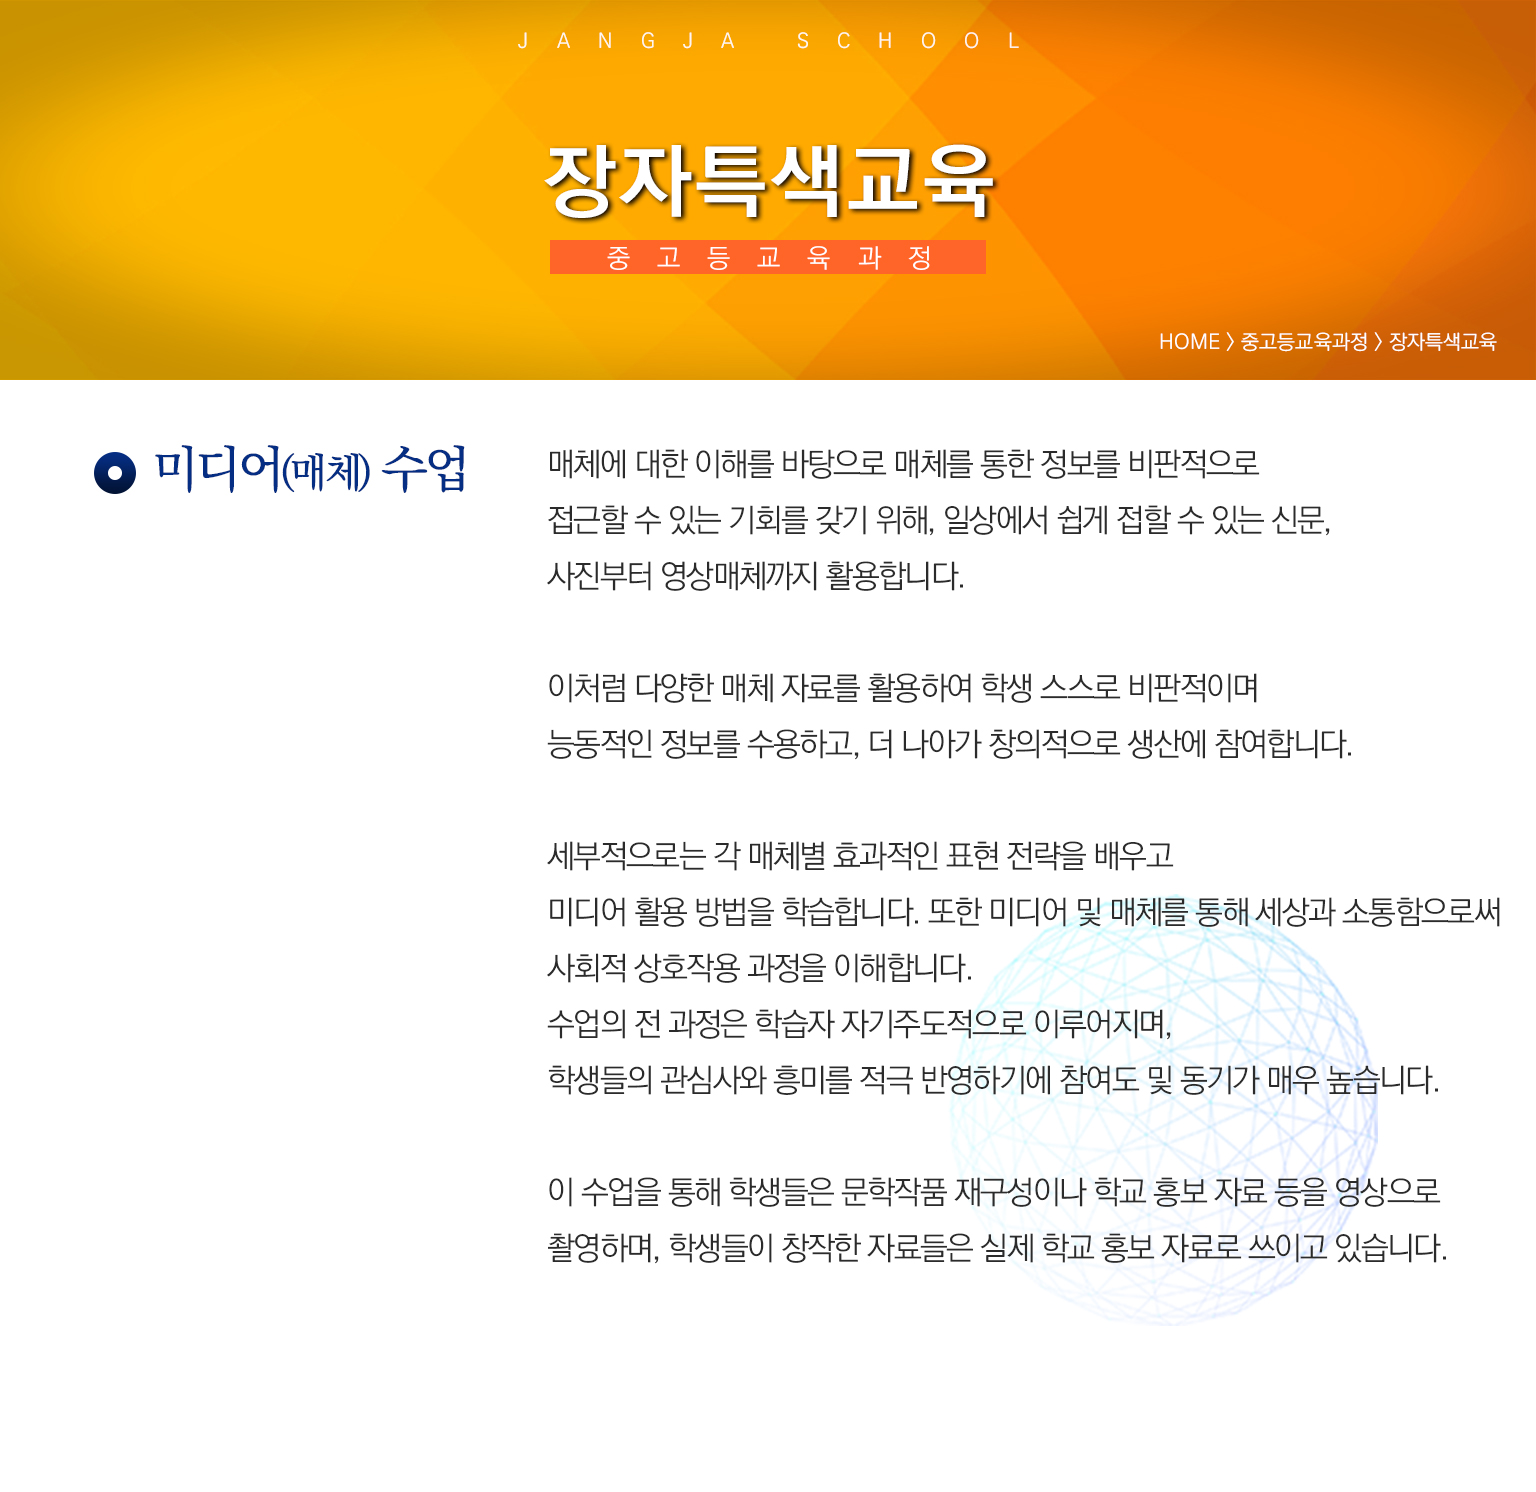 JANGJA SCHOOL
장자특색교육
중고등교육과정
HOME > 중고등교육과정 > 장자특색교육
미디어(매체) 수업
매체에 대한 이해를 바탕으로 매체를 통한 정보를 비판적으로
접근할 수 있는 기회를 갖기 위해, 일상에서 쉽게 접할 수 있는 신문,
사진부터 영상매체까지 활용합니다.
이처럼 다양한 매체 자료를 활용하여 학생 스스로 비판적이며
능동적인 정보를 수용하고, 더 나아가 창의적으로 생산에 참여합니다.
세부적으로는 각 매체별 효과적인 표현 전략을 배우고
미디어 활용 방법을 학습합니다. 또한 미디어 및 매체를 통해 세상과 소통함으로써
사회적 상호작용 과정을 이해합니다.
수업의 전 과정은 학습자 자기주도적으로 이루어지며,
학생들의 관심사와 흥미를 적극 반영하기에 참여도 및 동기가 매우 높습니다.
이 수업을 통해 학생들은 문학작품 재구성이나 학교 홍보 자료 등을 영상으로
촬영하며, 학생들이 창작한 자료들은 실제 학교 홍보 자료로 쓰이고 있습니다.